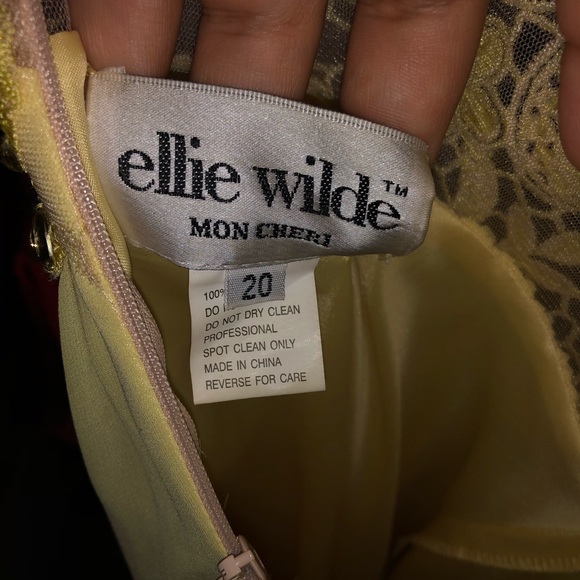 ellie wilde™
MON CHERI
20
100%
DO
DO NOT DRY CLEAN
PROFESSIONAL
SPOT CLEAN ONLY
MADE IN CHINA
REVERSE FOR CARE